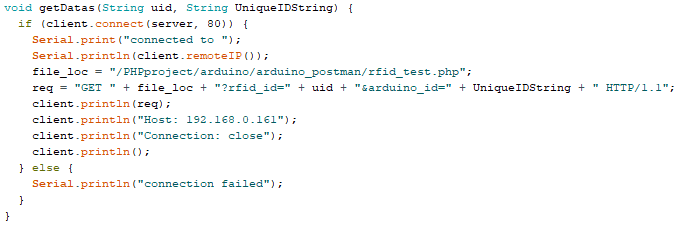 void getDatas(String uid, String UniqueIDString) {
  if (client.connect(server, 80)) {
    Serial.print("connected to ");
    Serial.println(client.remoteIP());
    file_loc = "/PHPproject/arduino/arduino_postman/rfid_test.php";
    req = "GET " + file_loc + "?rfid_id=" + uid + "&arduino_id=" + UniqueIDString + " HTTP/1.1";
    client.println(req);
    client.println("Host: 192.168.0.161");
    client.println("Connection: close");
    client.println();
  } else {
    Serial.println("connection failed");
  }
}